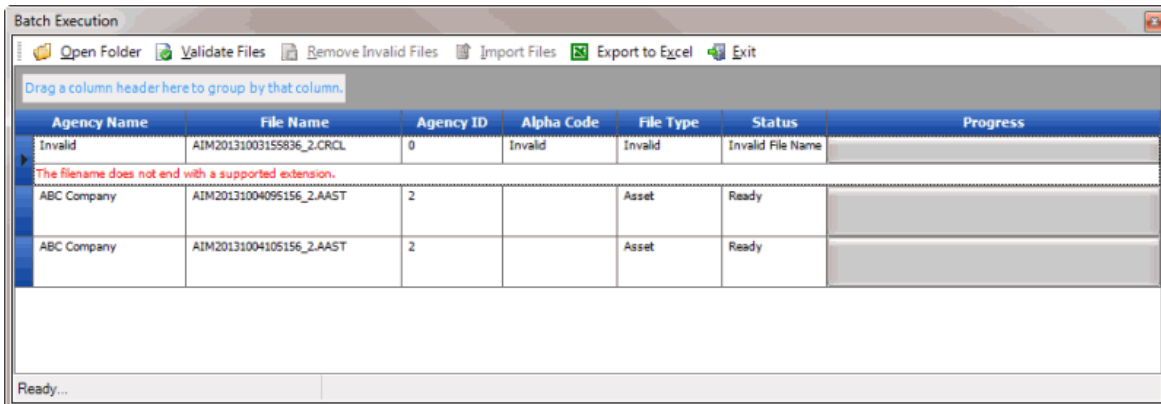 Batch Execution
Open Folder Validate Files Remove Invalid Files Import Files Export to Excel Exit
Drag a column header here to group by that column.
Agency Name File Name Agency ID Alpha Code File Type Status Progress
Invalid AIM20131003155836_2.CRCL 0 Invalid Invalid Invalid File Name
The filename does not end with a supported extension.
ABC Company AIM20131004095156_2.AAST 2 Asset Ready
ABC Company AIM20131004105156_2.AAST 2 Asset Ready
Ready...